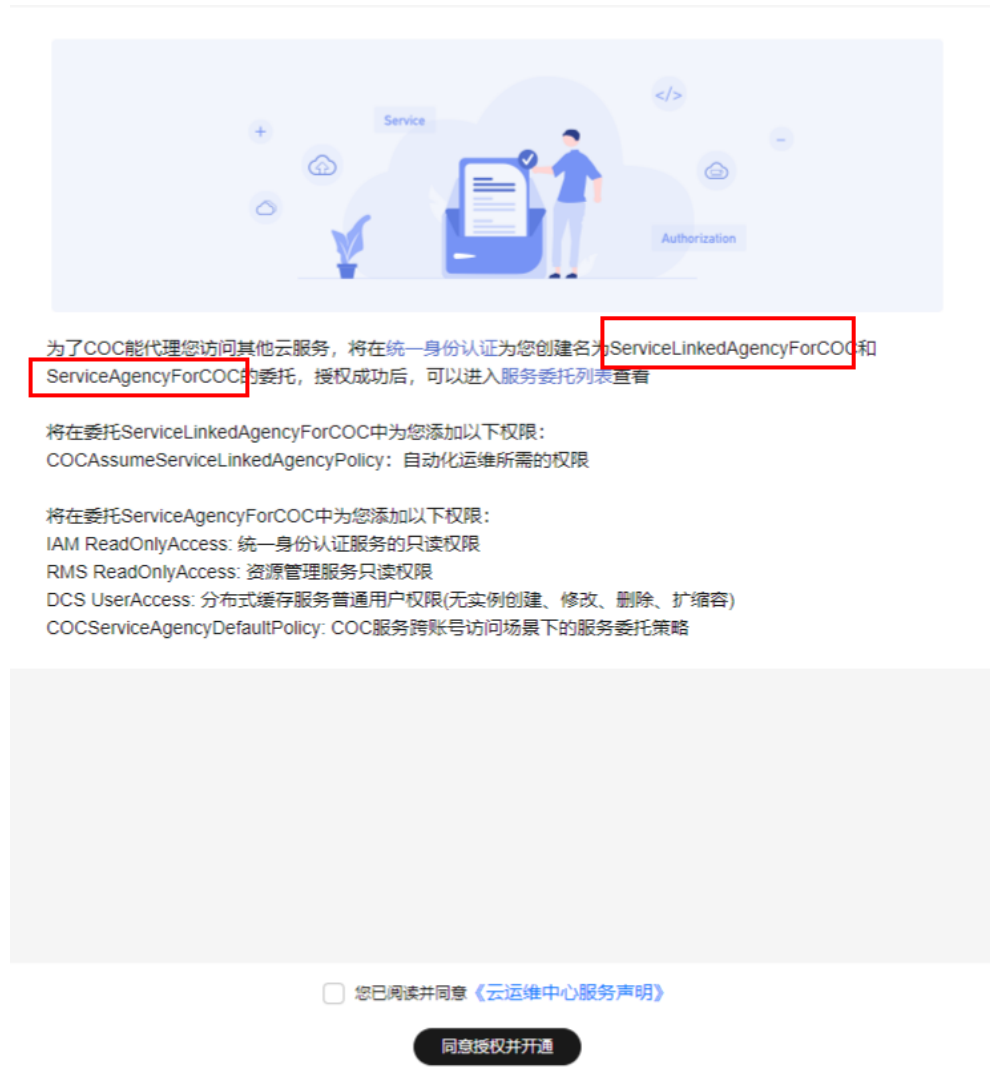 </>
Service
Authorization
为了COC能代理您访问其他云服务，将在统一身份认证为您创建名为ServiceLinkedAgencyForCOC和
ServiceAgencyForCOC的委托，授权成功后，可以进入服务委托列表查看
将在委托ServiceLinkedAgencyForCOC中为您添加以下权限：
COCAssumeServiceLinkedAgencyPolicy：自动化运维所需的权限
将在委托ServiceAgencyForCOC中为您添加以下权限：
IAM ReadOnlyAccess: 统一身份认证服务的只读权限
RMS ReadOnlyAccess: 资源管理服务只读权限
DCS UserAccess: 分布式缓存服务普通用户权限(无实例创建、修改、删除、扩缩容)
COCServiceAgencyDefaultPolicy: COC服务跨账号访问场景下的服务委托策略
您已阅读并同意《云运维中心服务声明》
同意授权并开通